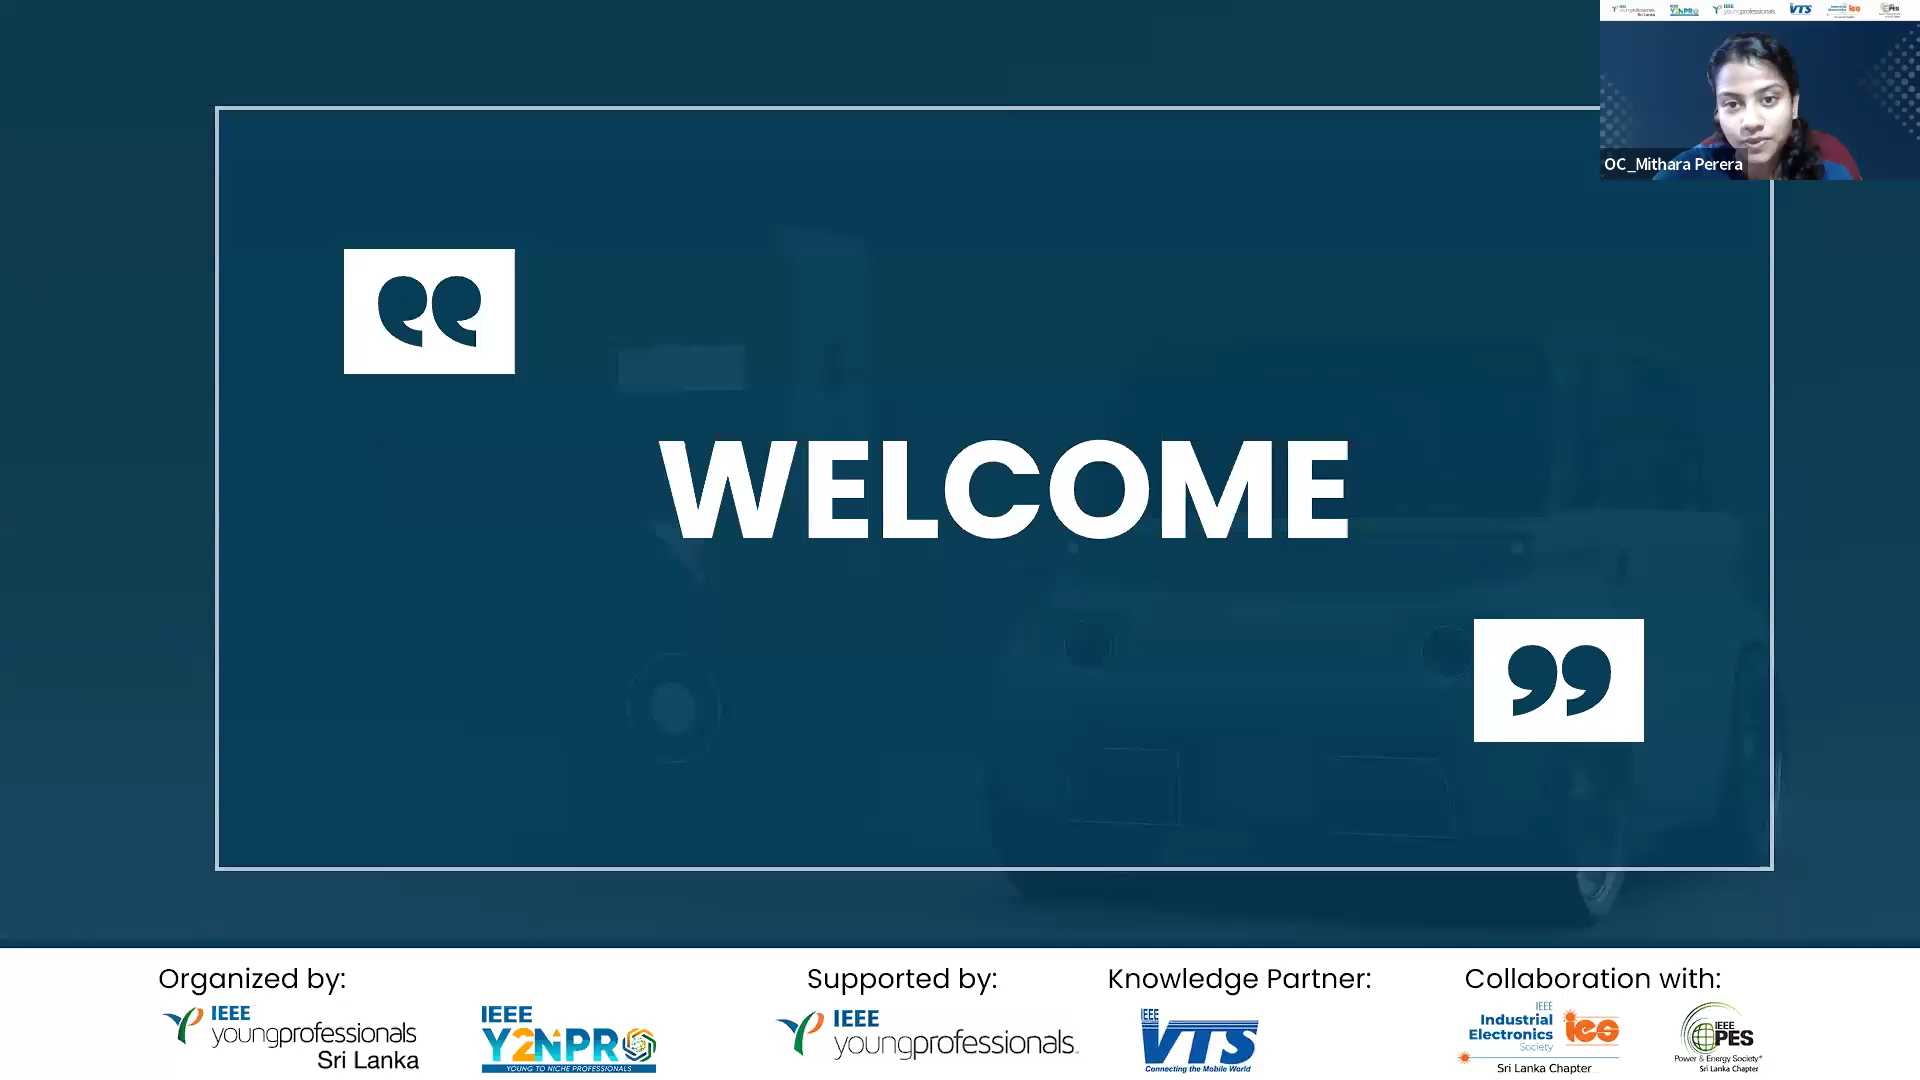 OC_Mithara Perera
“
WELCOME
”
Organized by:
IEEE
youngprofessionals
Sri Lanka
IEEE
Y2NPRO
YOUNG TO NICHE PROFESSIONALS
Supported by:
IEEE
youngprofessionals
Knowledge Partner:
IEEE
VTS
Connecting the Mobile World
Collaboration with:
IEEE
Industrial
Electronics
Society
ies
Sri Lanka Chapter
IEEE
PES
Power & Energy Society®
Sri Lanka Chapter